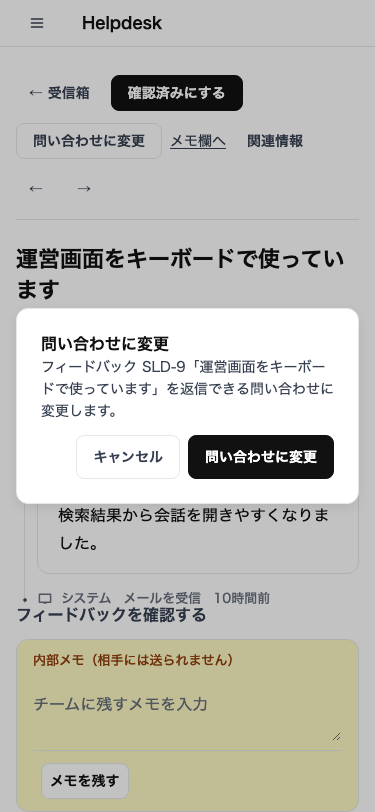 Helpdesk
← 受信箱
確認済みにする
問い合わせに変更
メモ欄へ
関連情報
← →
運営画面をキーボードで使ってい
ます
問い合わせに変更
フィードバック SLD-9「運営画面をキーボー
ドで使っています」を返信できる問い合わせに
変更します。
キャンセル
問い合わせに変更
検索結果から会話を開きやすくなりま
した。
システム メールを受信 10時間前
フィードバックを確認する
内部メモ（相手には送られません）
チームに残すメモを入力
メモを残す